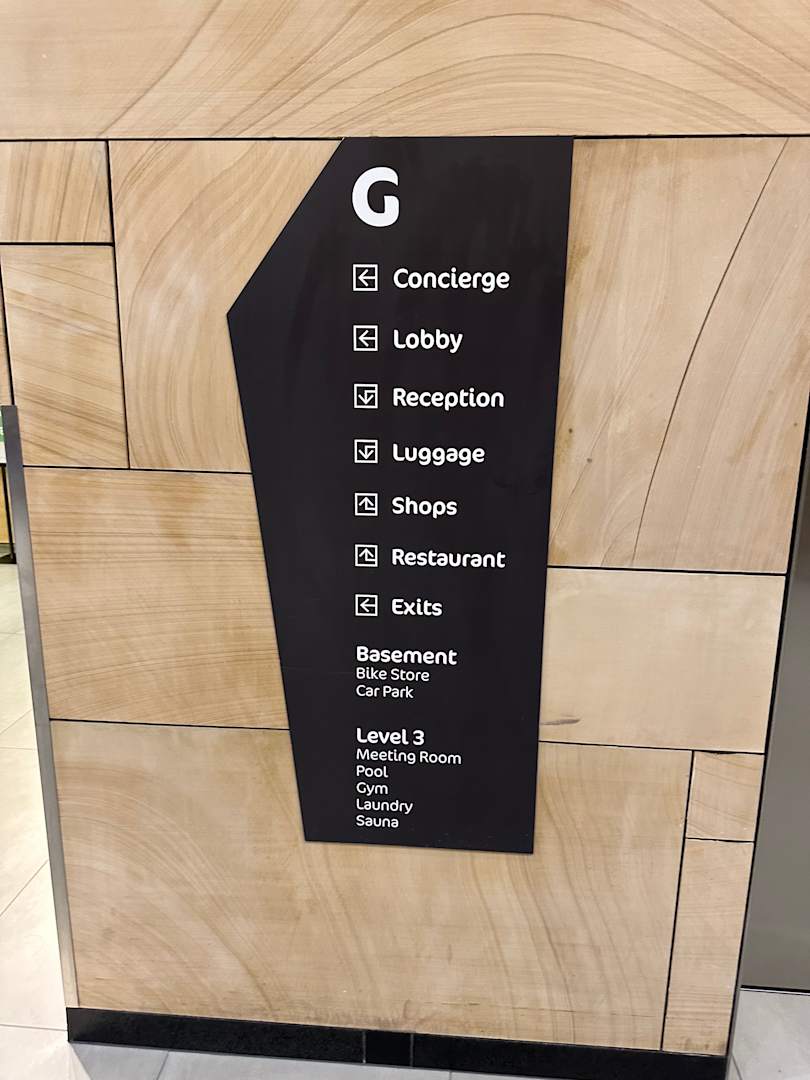 G
Concierge
Lobby
Reception
Luggage
Shops
Restaurant
Exits
Basement
Bike Store
Car Park
Level 3
Meeting Room
Pool
Gym
Laundry
Sauna